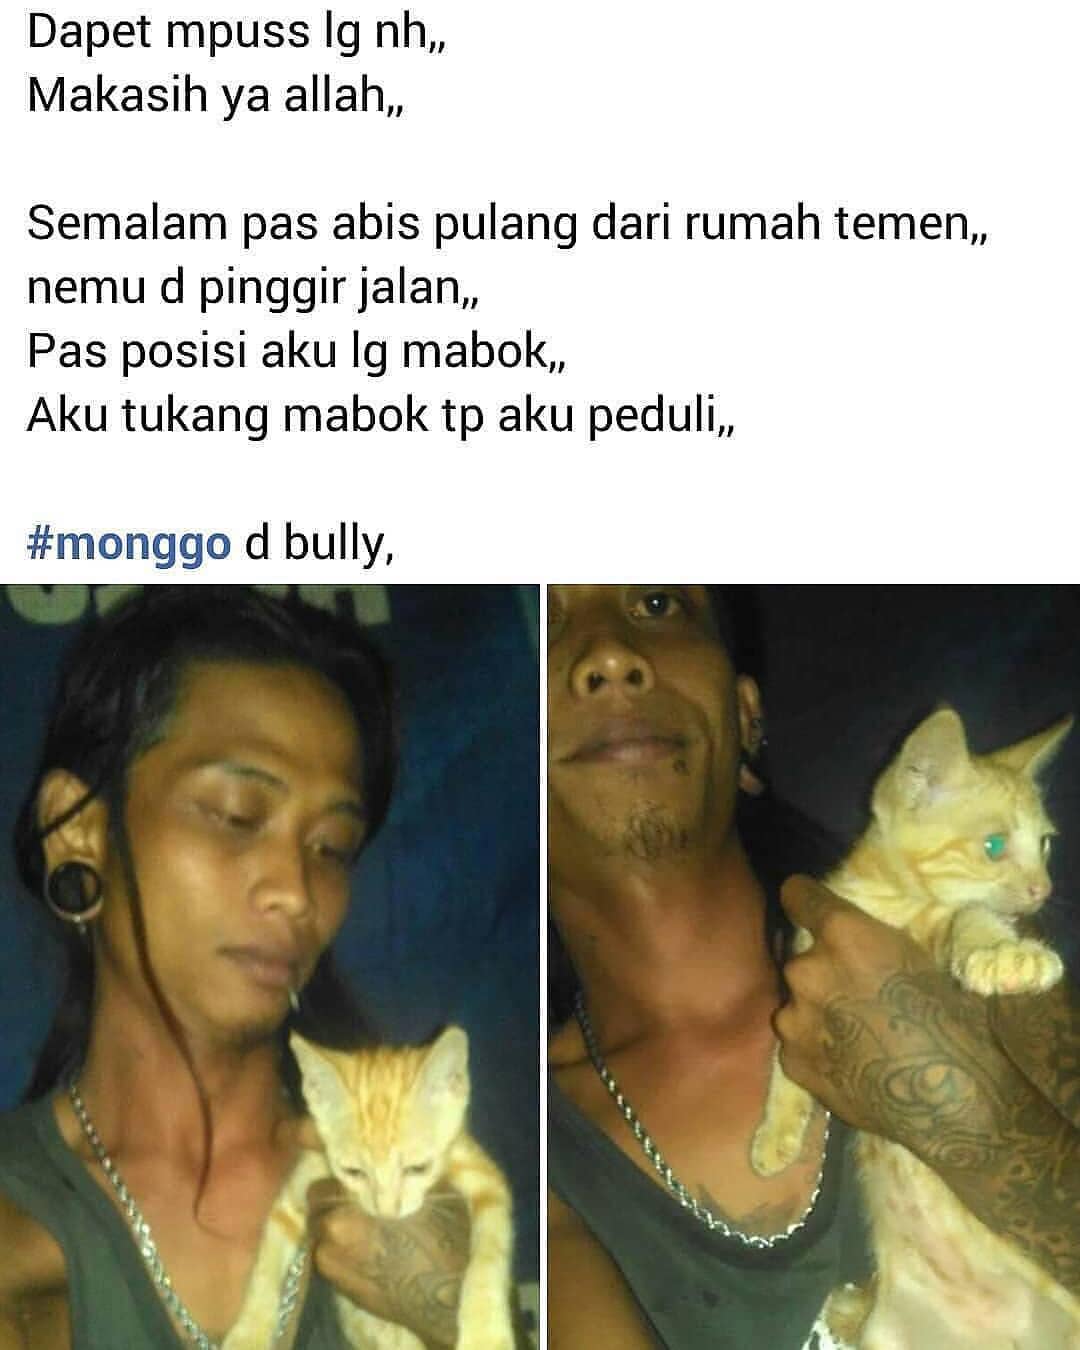 Dapet mpuss lg nh,,
Makasih ya allah,,
Semalam pas abis pulang dari rumah temen,,
nemu d pinggir jalan,,
Pas posisi aku lg mabok,,
Aku tukang mabok tp aku peduli,,
#monggo d bully,